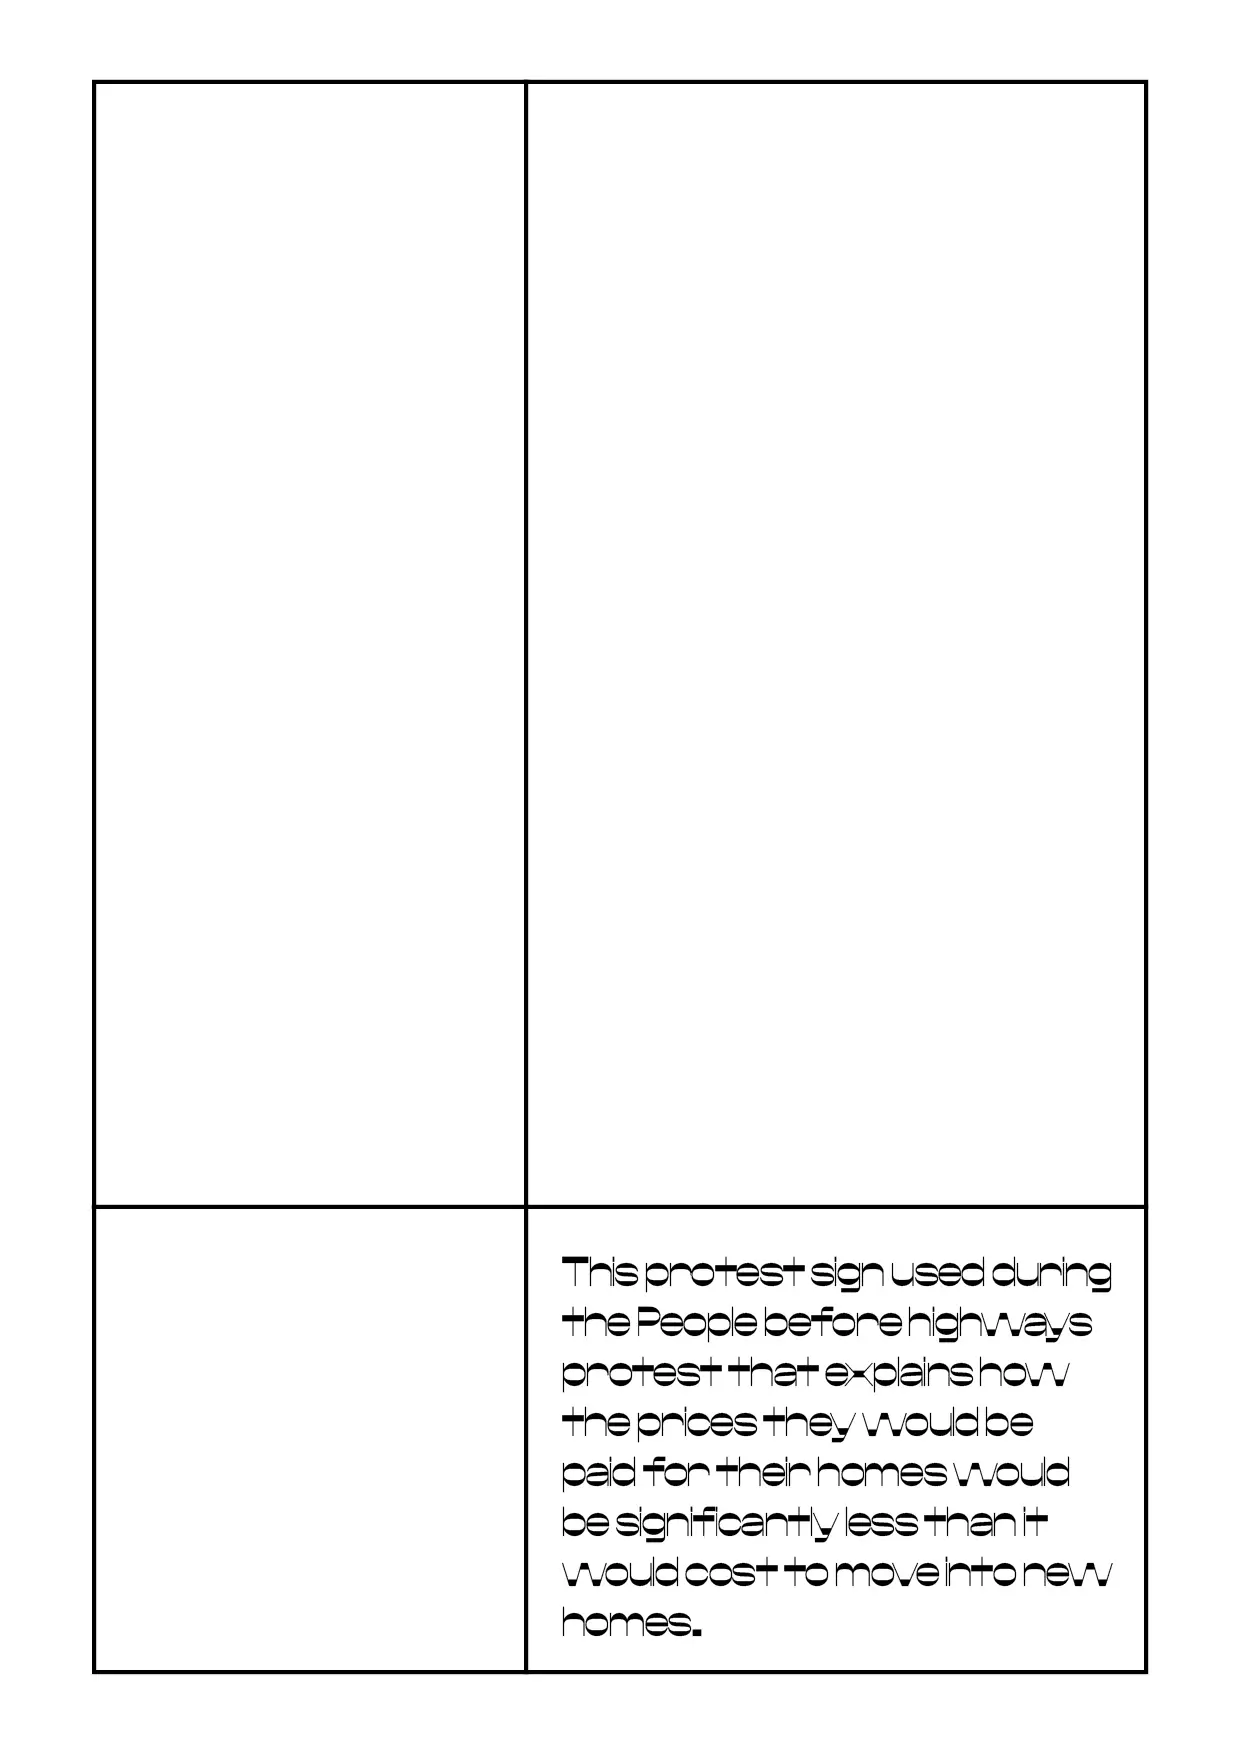 This protest sign used during
the People before highways
protest that explains how
the prices they would be
paid for their homes would
be significantly less than it
would cost to move into new
homes.